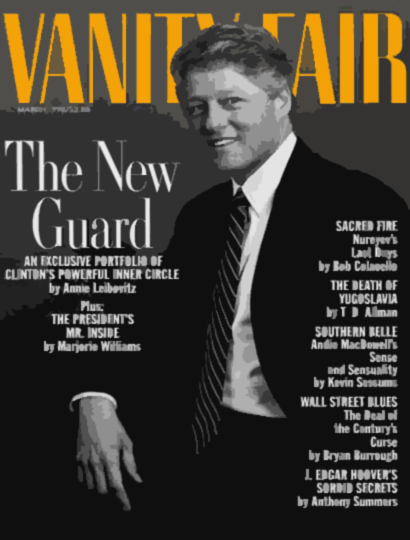 VANITY FAIR
MARCH
The New
Guard
AN EXCLUSIVE PORTFOLIO OF
CLINTON'S POWERFUL INNER CIRCLE
by Annie Leibovitz
Plus:
THE PRESIDENT'S
MR. INSIDE
by Marjorie Williams
SACRED FIRE
Nureyev's
Last Days
by Bob Colacello
THE DEATH OF
YUGOSLAVIA
by T. D. Allman
SOUTHERN BELLE
Andie MacDowell's
Sense
and Sensuality
by Kevin Sessums
WALL STREET BLUES
The Deal of
the Century's
Curse
by Bryan Burrough
J. EDGAR HOOVER'S
SORDID SECRETS
by Anthony Summers